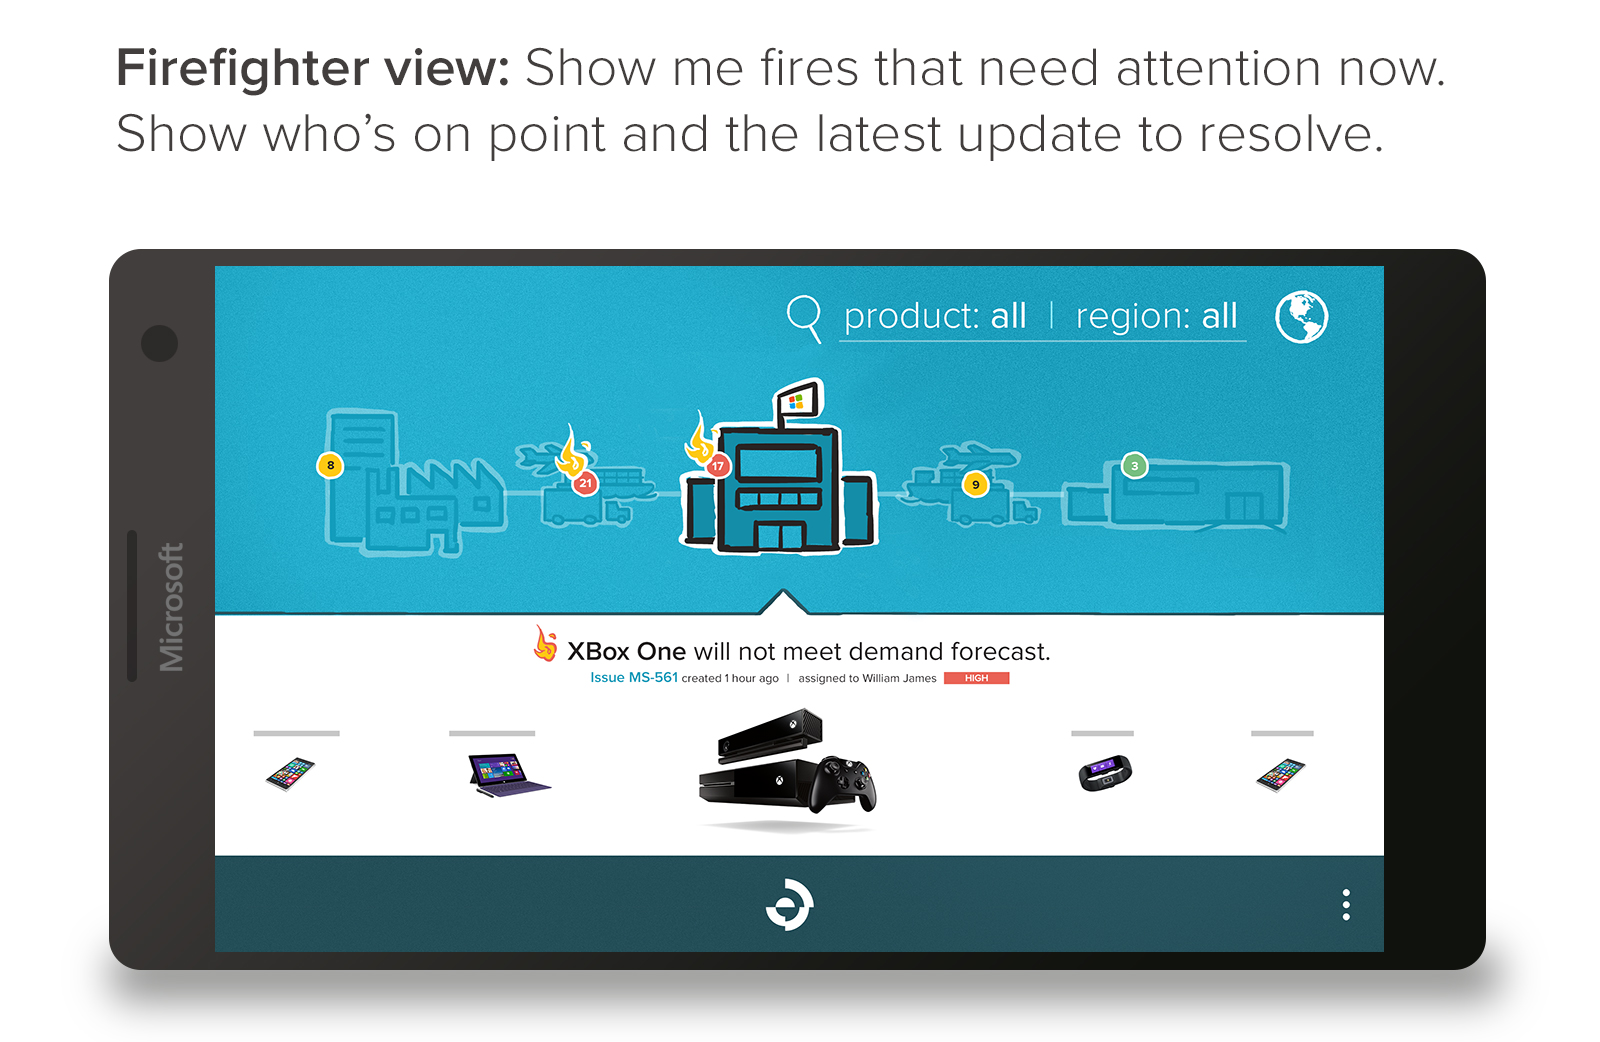 Firefighter view: Show me fires that need attention now.
Show who’s on point and the latest update to resolve.
product: all | region: all
8
21
17
9
3
Microsoft
XBox One will not meet demand forecast.
Issue MS-561 created 1 hour ago | assigned to William James HIGH